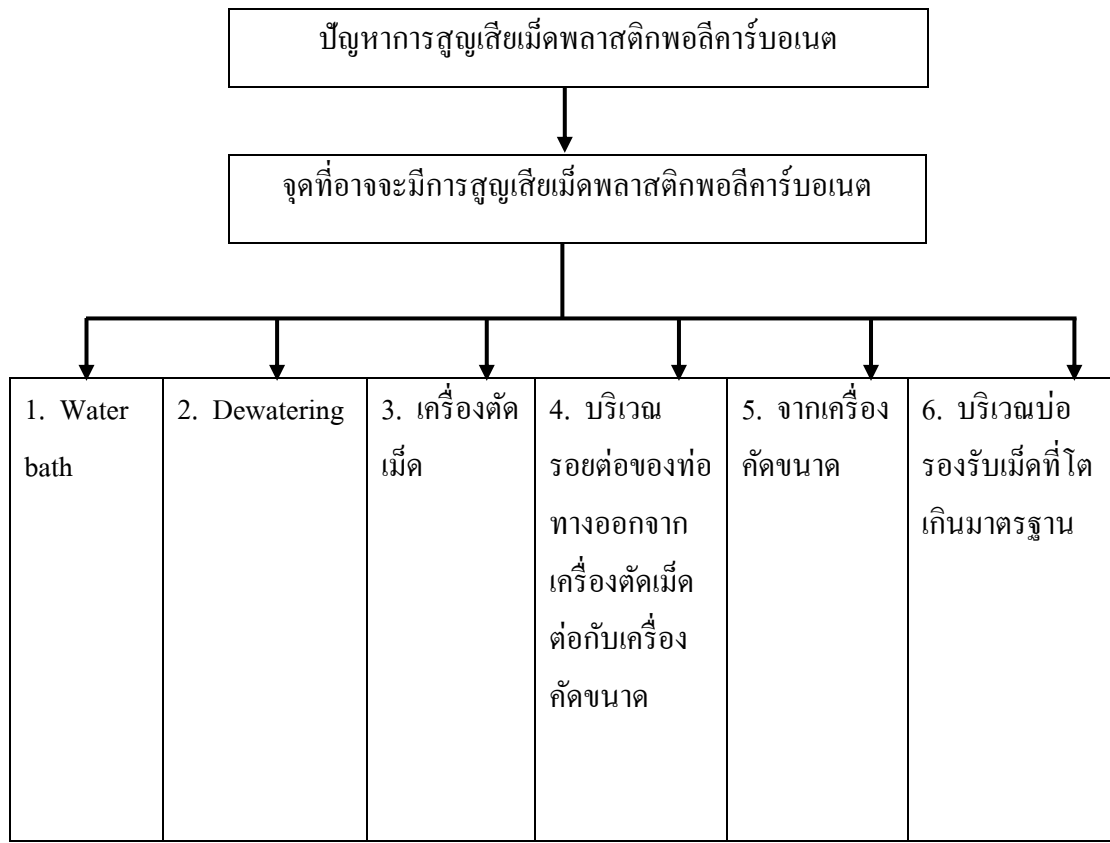 ปัญหาการสูญเสียเม็ดพลาสติกพอลีคาร์บอเนต
จุดที่อาจจะมีการสูญเสียเม็ดพลาสติกพอลีคาร์บอเนต
1. Water
bath
2. Dewatering
3. เครื่องตัด
เม็ด
4. บริเวณ
รอยต่อของท่อ
ทางออกจาก
เครื่องตัดเม็ด
ต่อกับเครื่อง
คัดขนาด
5. จากเครื่อง
คัดขนาด
6. บริเวณบ่อ
รองรับเม็ดที่โต
เกินมาตรฐาน